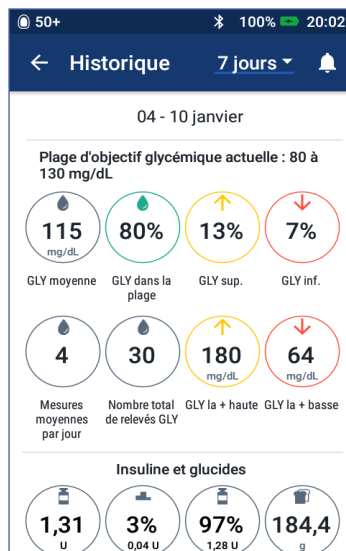 50+ 100% 20:02
Historique 7 jours
04 - 10 janvier
Plage d'objectif glycémique actuelle : 80 à
130 mg/dL
115 80% 13% 7%
mg/dL
GLY moyenne GLY dans la GLY sup. GLY inf.
plage
4 30 180 64
mg/dL mg/dL
Mesures Nombre total GLY la + haute GLY la + basse
moyennes de relevés GLY
par jour
Insuline et glucides
1,31 3% 97% 184,4
U 0,04 U 1,28 U g